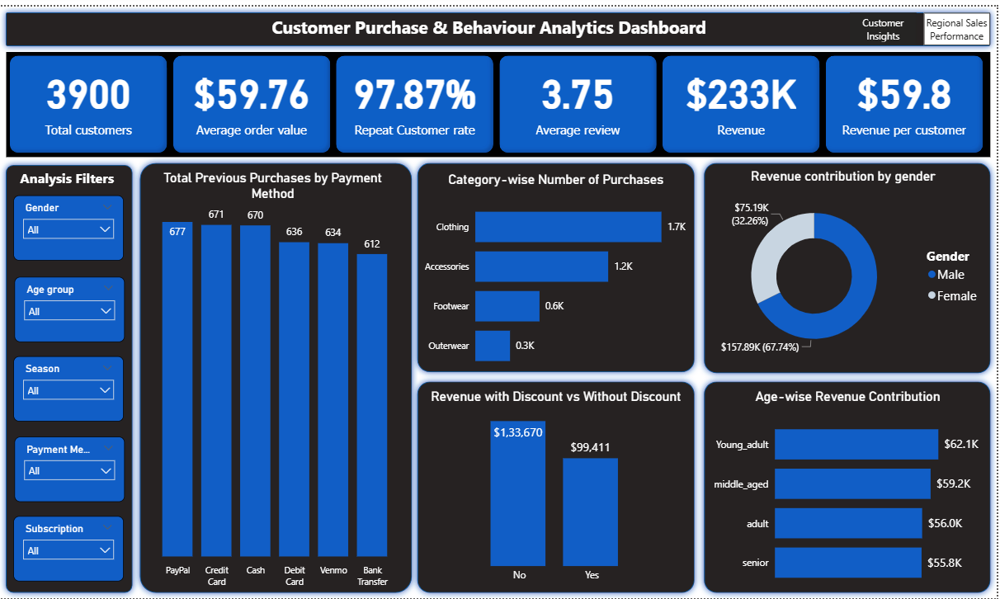 Customer Purchase & Behaviour Analytics Dashboard
Customer
Insights
Regional Sales
Performance
3900
Total customers
$59.76
Average order value
97.87%
Repeat Customer rate
3.75
Average review
$233K
Revenue
$59.8
Revenue per customer
Analysis Filters
Gender
All
Age group
All
Season
All
Payment Me...
All
Subscription
All
Total Previous Purchases by Payment
Method
677
671
670
636
634
612
PayPal
Credit
Card
Cash
Debit
Card
Venmo
Bank
Transfer
Category-wise Number of Purchases
Clothing
1.7K
Accessories
1.2K
Footwear
0.6K
Outerwear
0.3K
Revenue contribution by gender
$75.19K
(32.26%)
$157.89K (67.74%)
Gender
Male
Female
Revenue with Discount vs Without Discount
$1,33,670
$99,411
No
Yes
Age-wise Revenue Contribution
Young_adult
$62.1K
middle_aged
$59.2K
adult
$56.0K
senior
$55.8K